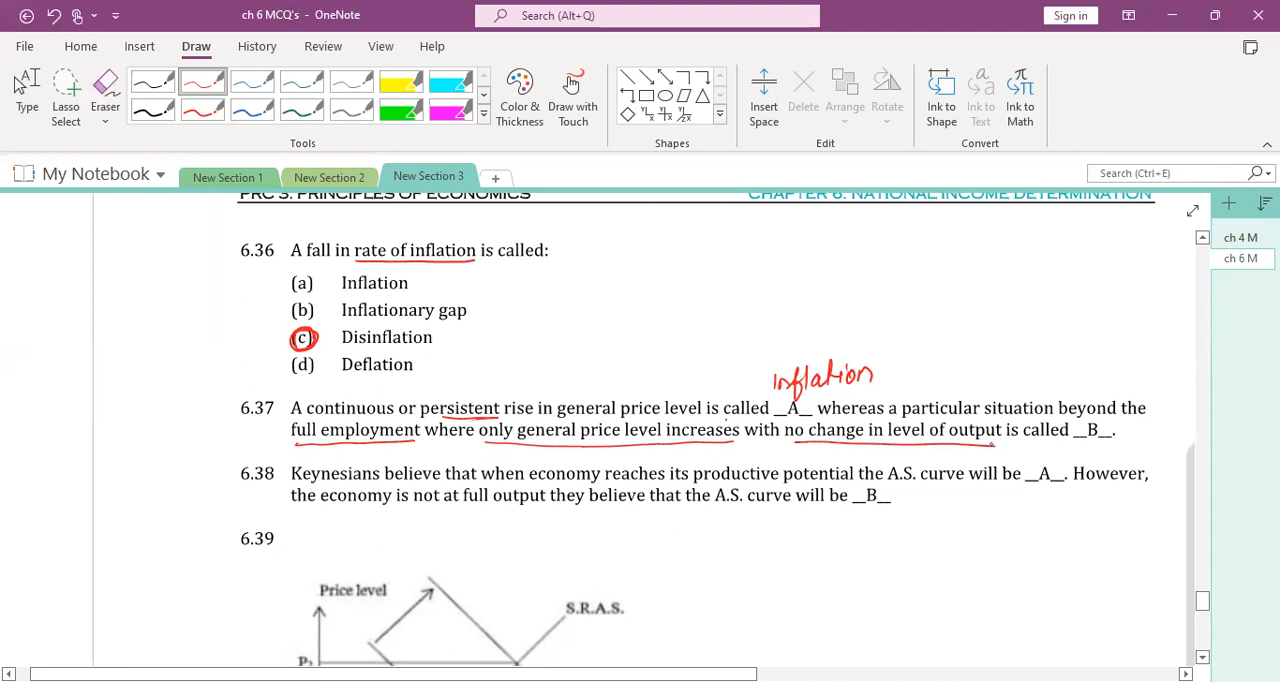 ch 6 MCQ's - OneNote
Search (Alt+Q)
Sign in
File Home Insert Draw History Review View Help
Type
Lasso Select
Eraser
Color & Thickness
Draw with Touch
Insert Space
Delete
Arrange
Rotate
Ink to Shape
Ink to Text
Ink to Math
Tools Shapes Edit Convert
My Notebook New Section 1 New Section 2 New Section 3 Search (Ctrl+E)
PRC 3: PRINCIPLES OF ECONOMICS CHAPTER 6: NATIONAL INCOME DETERMINATION
ch 4 M
ch 6 M
6.36 A fall in rate of inflation is called:
(a) Inflation
(b) Inflationary gap
(c) Disinflation
(d) Deflation
Inflation
6.37 A continuous or persistent rise in general price level is called __A__ whereas a particular situation beyond the
full employment where only general price level increases with no change in level of output is called __B__.
6.38 Keynesians believe that when economy reaches its productive potential the A.S. curve will be __A__. However,
the economy is not at full output they believe that the A.S. curve will be __B__
6.39
Price level
S.R.A.S.